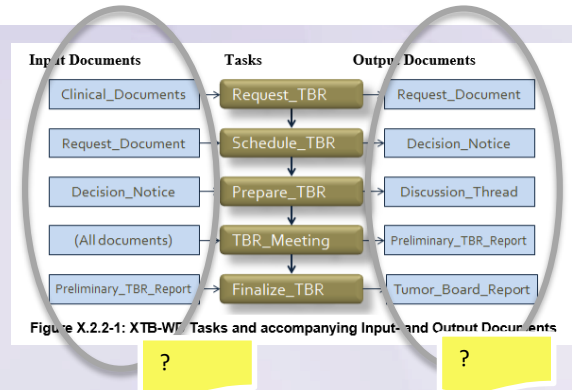 Input Documents Tasks Output Documents
Clinical_Documents Request_TBR Request_Document
Request_Document Schedule_TBR Decision_Notice
Decision_Notice Prepare_TBR Discussion_Thread
(All documents) TBR_Meeting Preliminary_TBR_Report
Preliminary_TBR_Report Finalize_TBR Tumor_Board_Report
Figure X.2.2-1: XTB-WD Tasks and accompanying Input- and Output Documents
? ?